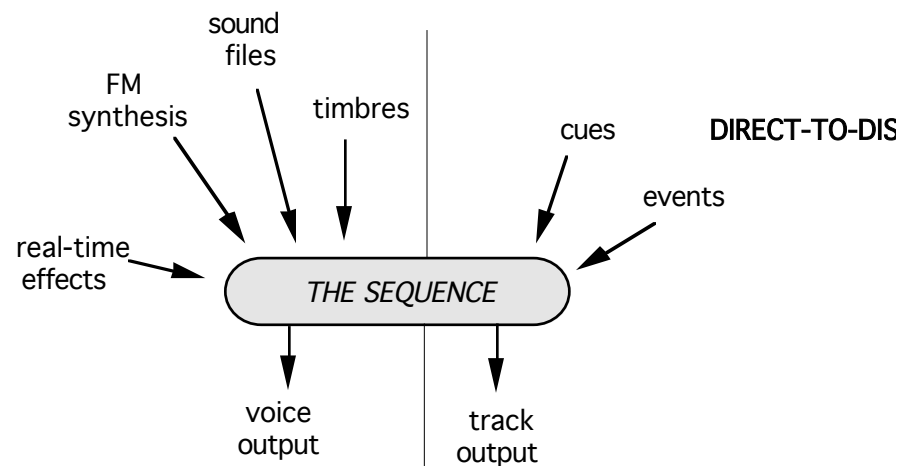 sound
files
FM
synthesis
timbres
cues
DIRECT-TO-DIS
events
real-time
effects
THE SEQUENCE
voice
output
track
output